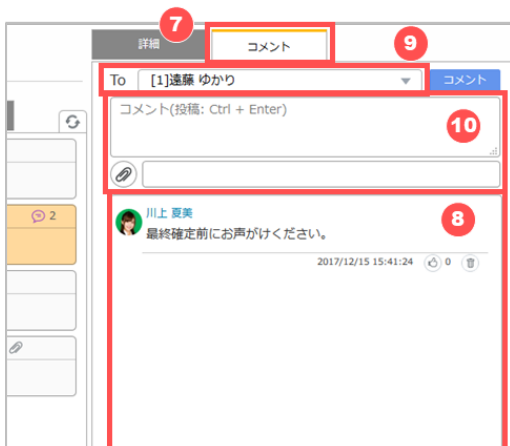 7
詳細
コメント
9
To [1]遠藤 ゆかり
コメント
コメント(投稿: Ctrl + Enter)
10
2
川上 夏美
8
最終確定前にお声がけください。
2017/12/15 15:41:24 0